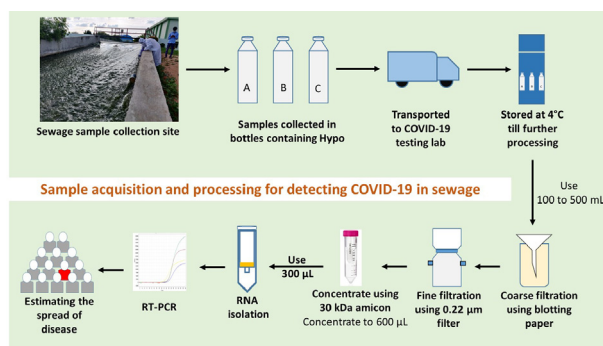 A
B
C
Sewage sample collection site
Samples collected in
bottles containing Hypo
Transported
to COVID-19
testing lab
Stored at 4°C
till further
processing
Sample acquisition and processing for detecting COVID-19 in sewage
Use
100 to 500 mL
Coarse filtration
using blotting
paper
Fine filtration
using 0.22 µm
filter
Concentrate using
30 kDa amicon
Concentrate to 600 µL
Use
300 µL
RNA
isolation
RT-PCR
Estimating the
spread of
disease